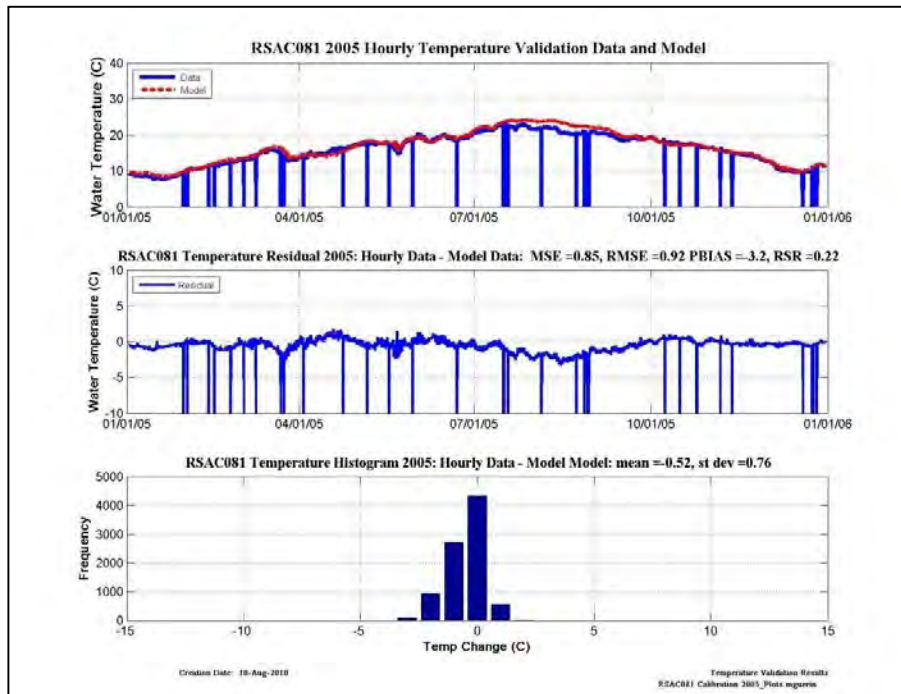 RSAC081 2005 Hourly Temperature Validation Data and Model
Water Temperature (C)
40
30
20
10
0
Data
Model
01/01/05 04/01/05 07/01/05 10/01/05 01/01/06
RSAC081 Temperature Residual 2005: Hourly Data - Model Data: MSE =0.85, RMSE =0.92 PBIAS =-3.2, RSR =0.22
Water Temperature (C)
10
5
0
-5
-10
Residual
01/01/05 04/01/05 07/01/05 10/01/05 01/01/06
RSAC081 Temperature Histogram 2005: Hourly Data - Model Model: mean =-0.52, st dev =0.76
Frequency
5000
4000
3000
2000
1000
0
-15 -10 -5 0 5 10 15
Temp Change (C)
Creation Date: 10-Aug-2010
Temperature Validation Results
RSAC081 Calibration 2005_Plots mguerin